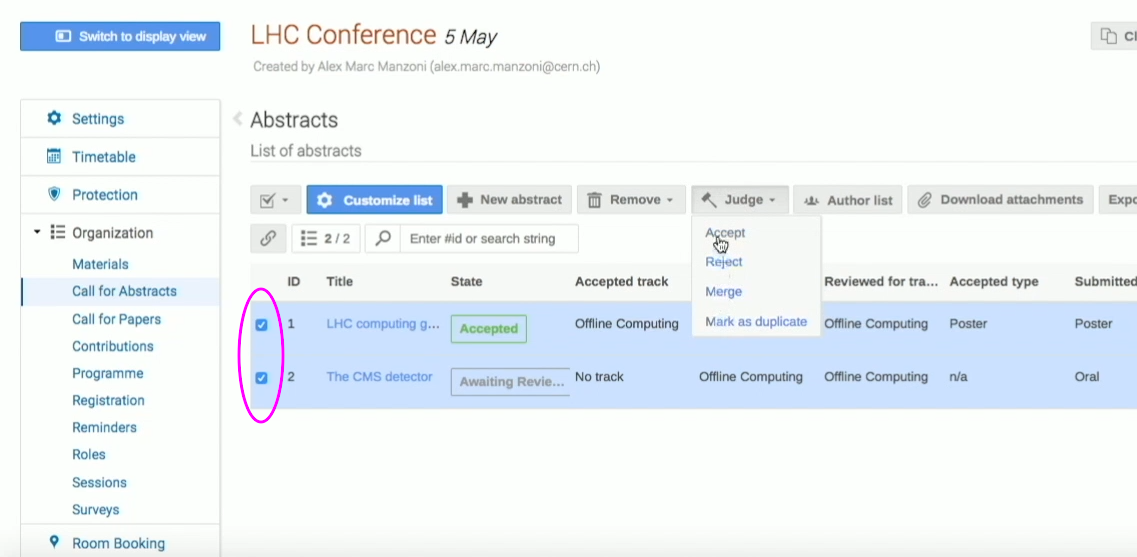 Switch to display view
LHC Conference 5 May
Created by Alex Marc Manzoni (alex.marc.manzoni@cern.ch)
Settings
Timetable
Protection
Organization
Materials
Call for Abstracts
Call for Papers
Contributions
Programme
Registration
Reminders
Roles
Sessions
Surveys
Room Booking
Abstracts
List of abstracts
Customize list New abstract Remove Judge Author list Download attachments Expo
2 / 2 Enter #id or search string
Accept
Reject
Merge
Mark as duplicate
ID Title State Accepted track Reviewed for tra... Accepted type Submitted
1 LHC computing g... Accepted Offline Computing Offline Computing Poster Poster
2 The CMS detector Awaiting Revie... No track Offline Computing Offline Computing n/a Oral